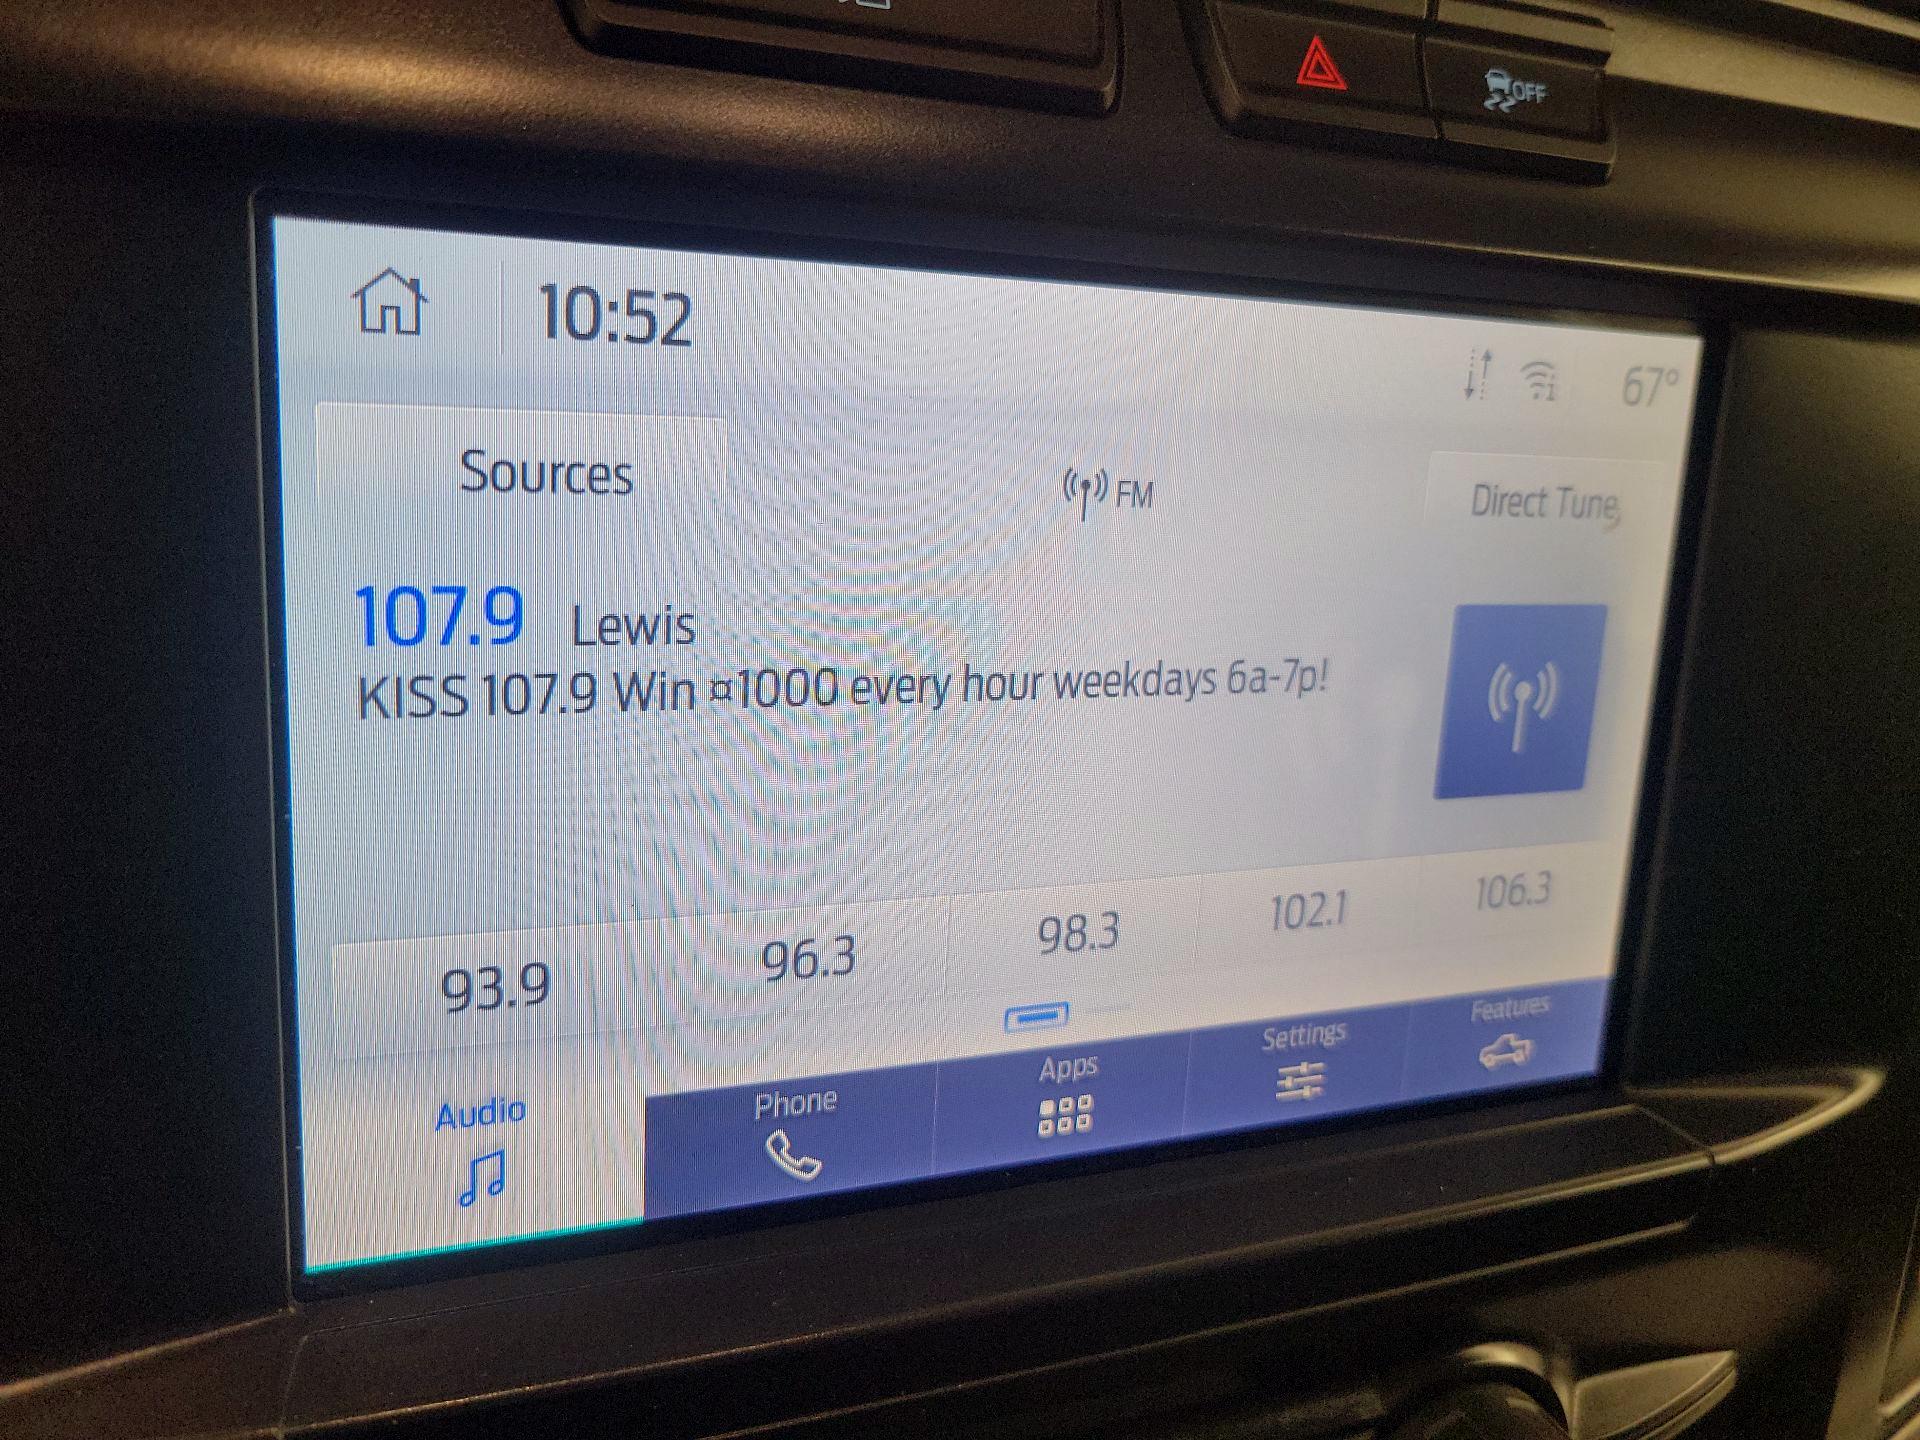 OFF
10:52
67°
Sources
FM
Direct Tune
107.9 Lewis
KISS 107.9 Win ¤1000 every hour weekdays 6a-7p!
93.9 96.3 98.3 102.1 106.3
Audio Phone Apps Settings Features